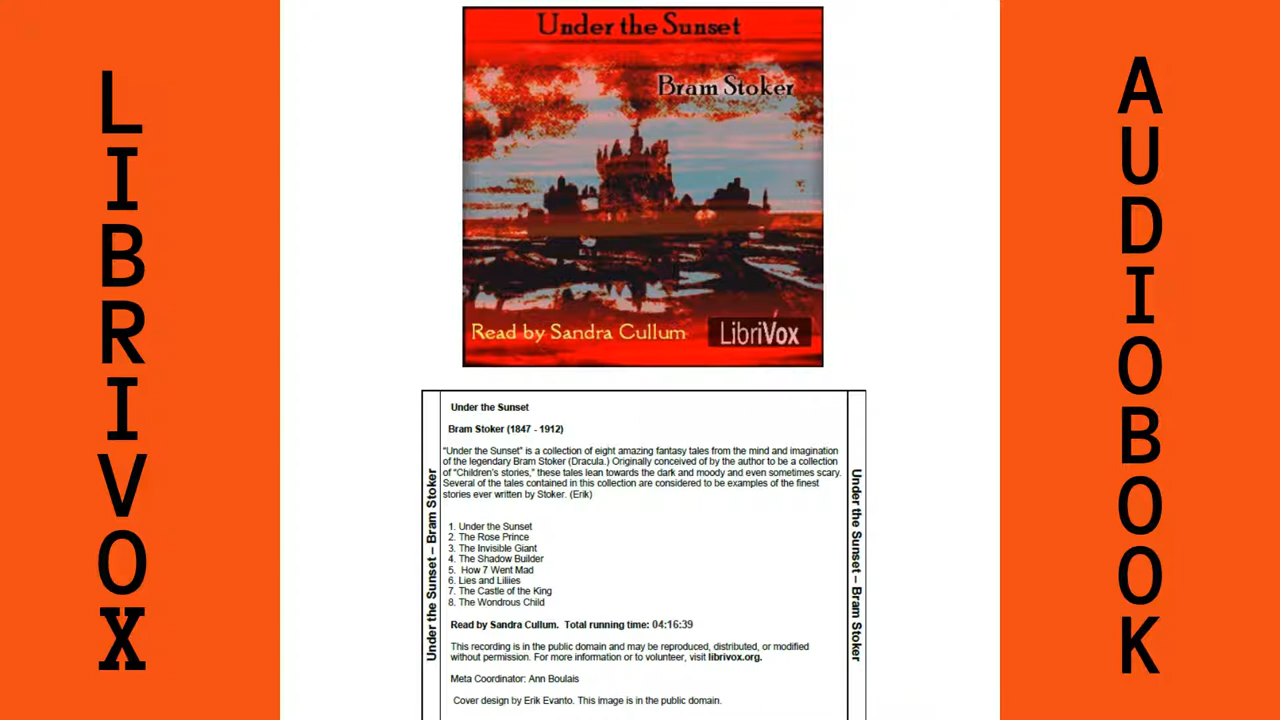 LIBRIVOX
Under the Sunset
Bram Stoker
Read by Sandra Cullum
LibriVox
Under the Sunset – Bram Stoker
Under the Sunset
Bram Stoker (1847 - 1912)
"Under the Sunset" is a collection of eight amazing fantasy tales from the mind and imagination
of the legendary Bram Stoker (Dracula.) Originally conceived of by the author to be a collection
of "Children's stories," these tales lean towards the dark and moody and even sometimes scary.
Several of the tales contained in this collection are considered to be examples of the finest
stories ever written by Stoker. (Erik)
1. Under the Sunset
2. The Rose Prince
3. The Invisible Giant
4. The Shadow Builder
5. How 7 Went Mad
6. Lies and Liliies
7. The Castle of the King
8. The Wondrous Child
Read by Sandra Cullum. Total running time: 04:16:39
This recording is in the public domain and may be reproduced, distributed, or modified
without permission. For more information or to volunteer, visit librivox.org.
Meta Coordinator: Ann Boulais
Cover design by Erik Evanto. This image is in the public domain.
Under the Sunset – Bram Stoker
AUDIOBOOK